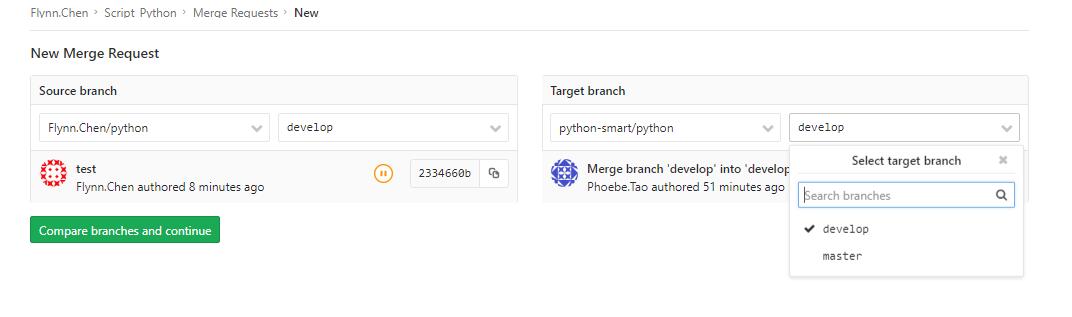 Flynn.Chen > Script Python > Merge Requests > New
New Merge Request
Source branch
Flynn.Chen/python
develop
test
Flynn.Chen authored 8 minutes ago
2334660b
Compare branches and continue
Target branch
python-smart/python
develop
Merge branch 'develop' into 'develop
Phoebe.Tao authored 51 minutes ago
Select target branch
Search branches
develop
master